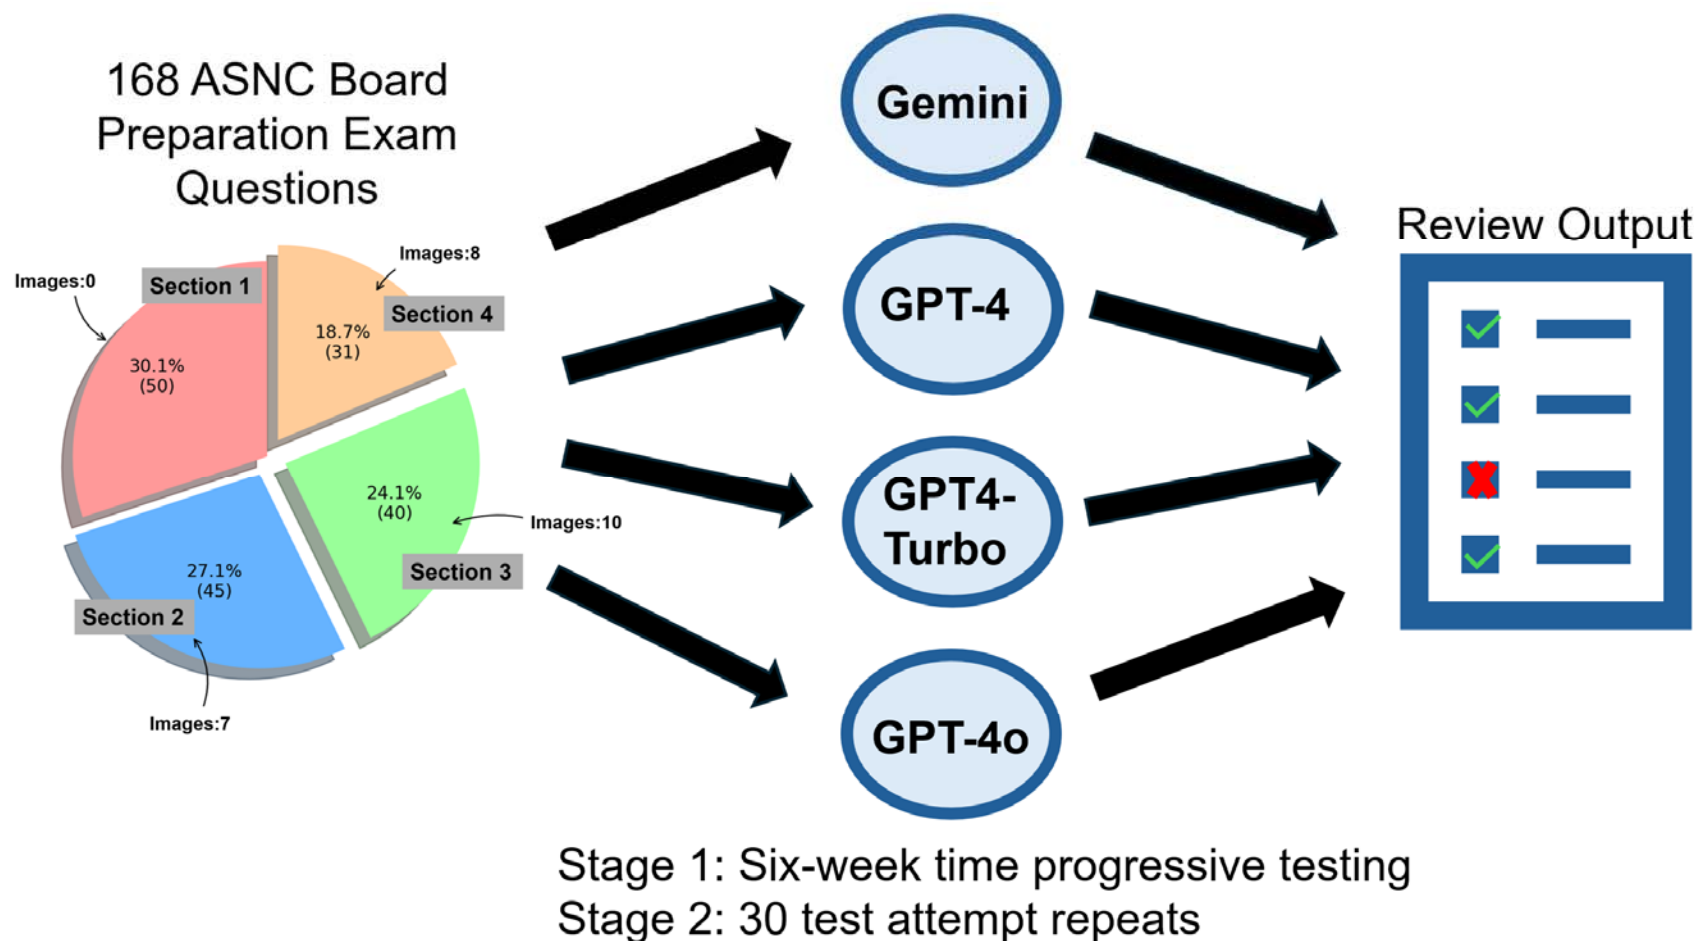 168 ASNC Board
Preparation Exam
Questions
Images:0
Section 1
30.1%
(50)
Images:8
Section 4
18.7%
(31)
24.1%
(40)
Images:10
Section 3
27.1%
(45)
Section 2
Images:7
Gemini
GPT-4
GPT4-
Turbo
GPT-4o
Review Output
Stage 1: Six-week time progressive testing
Stage 2: 30 test attempt repeats